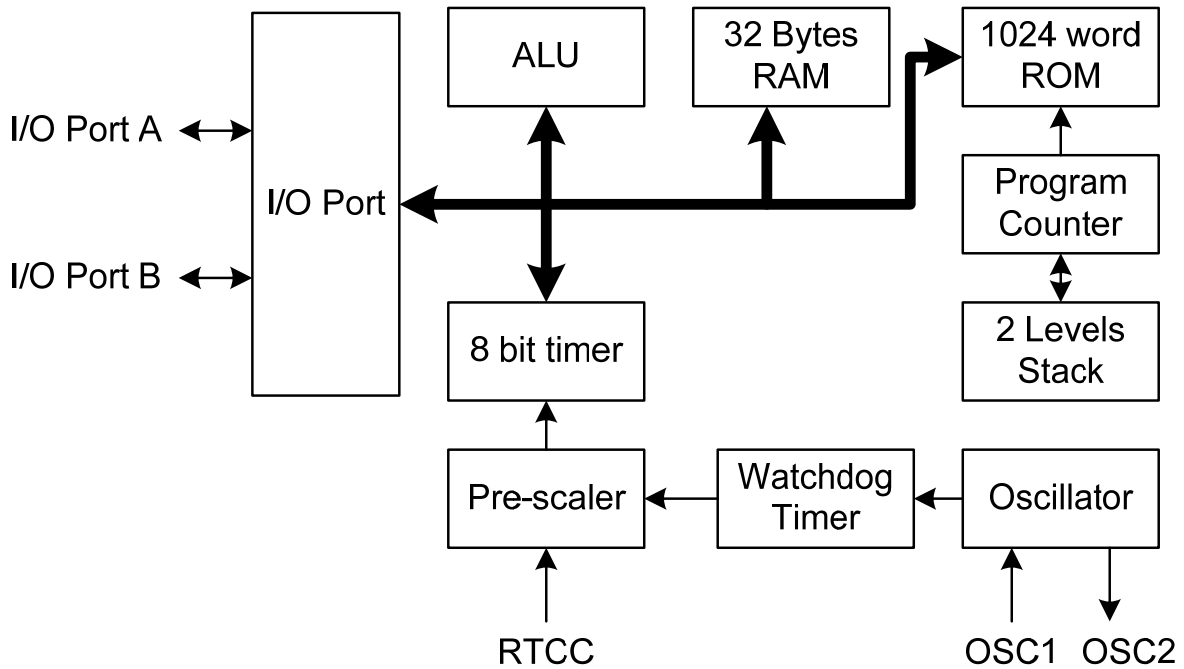 ALU
32 Bytes
RAM
1024 word
ROM
I/O Port A
I/O Port
I/O Port B
Program
Counter
8 bit timer
2 Levels
Stack
Pre-scaler
Watchdog
Timer
Oscillator
RTCC
OSC1
OSC2